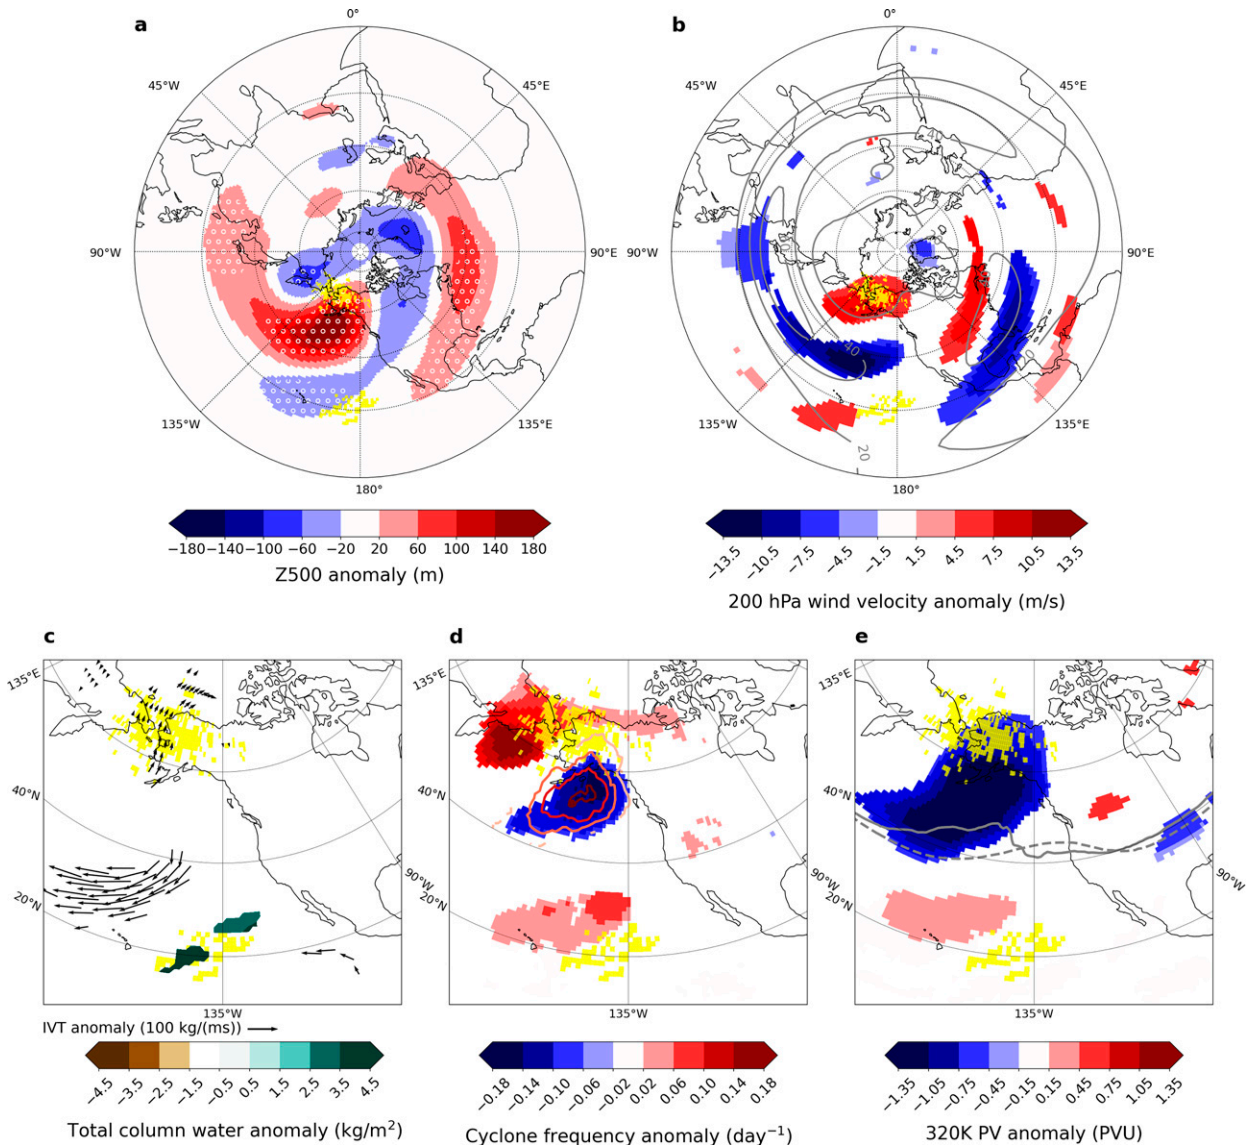 a
b
0°
0°
45°W
45°E
45°W
45°E
90°W
90°E
90°W
90°E
135°W
135°E
135°W
135°E
180°
180°
40
40
20
−180−140−100 −60 −20 20 60 100 140 180
Z500 anomaly (m)
−13.5 −10.5 −7.5 −4.5 −1.5 1.5 4.5 7.5 10.5 13.5
200 hPa wind velocity anomaly (m/s)
c
d
e
135°E
135°E
135°E
40°N
40°N
40°N
20°N
20°N
20°N
90°W
90°W
90°W
135°W
135°W
135°W
IVT anomaly (100 kg/(ms))
−4.5 −3.5 −2.5 −1.5 −0.5 0.5 1.5 2.5 3.5 4.5
Total column water anomaly (kg/m²)
−0.18 −0.14 −0.10 −0.06 −0.02 0.02 0.06 0.10 0.14 0.18
Cyclone frequency anomaly (day⁻¹)
−1.35 −1.05 −0.75 −0.45 −0.15 0.15 0.45 0.75 1.05 1.35
320K PV anomaly (PVU)